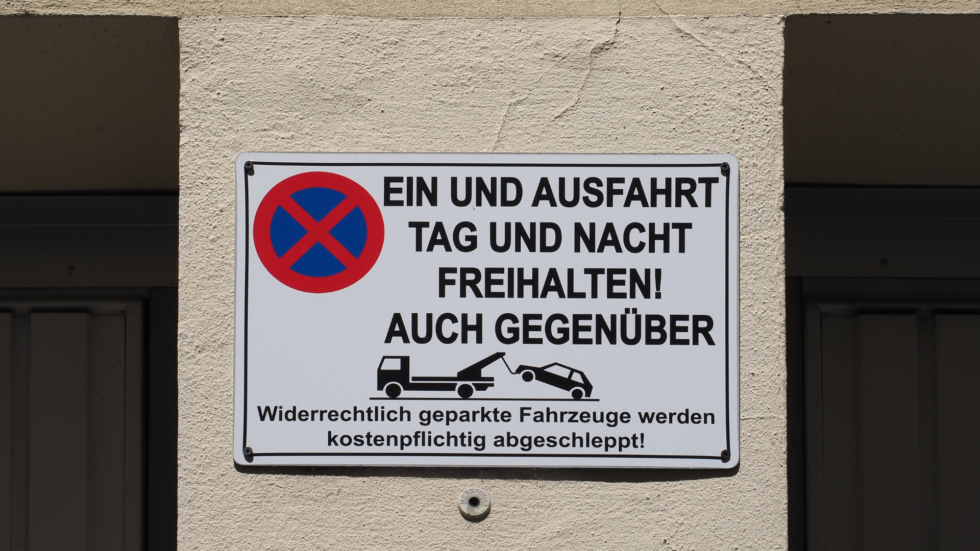 EIN UND AUSFAHRT
TAG UND NACHT
FREIHALTEN!
AUCH GEGENÜBER
Widerrechtlich geparkte Fahrzeuge werden
kostenpflichtig abgeschleppt!